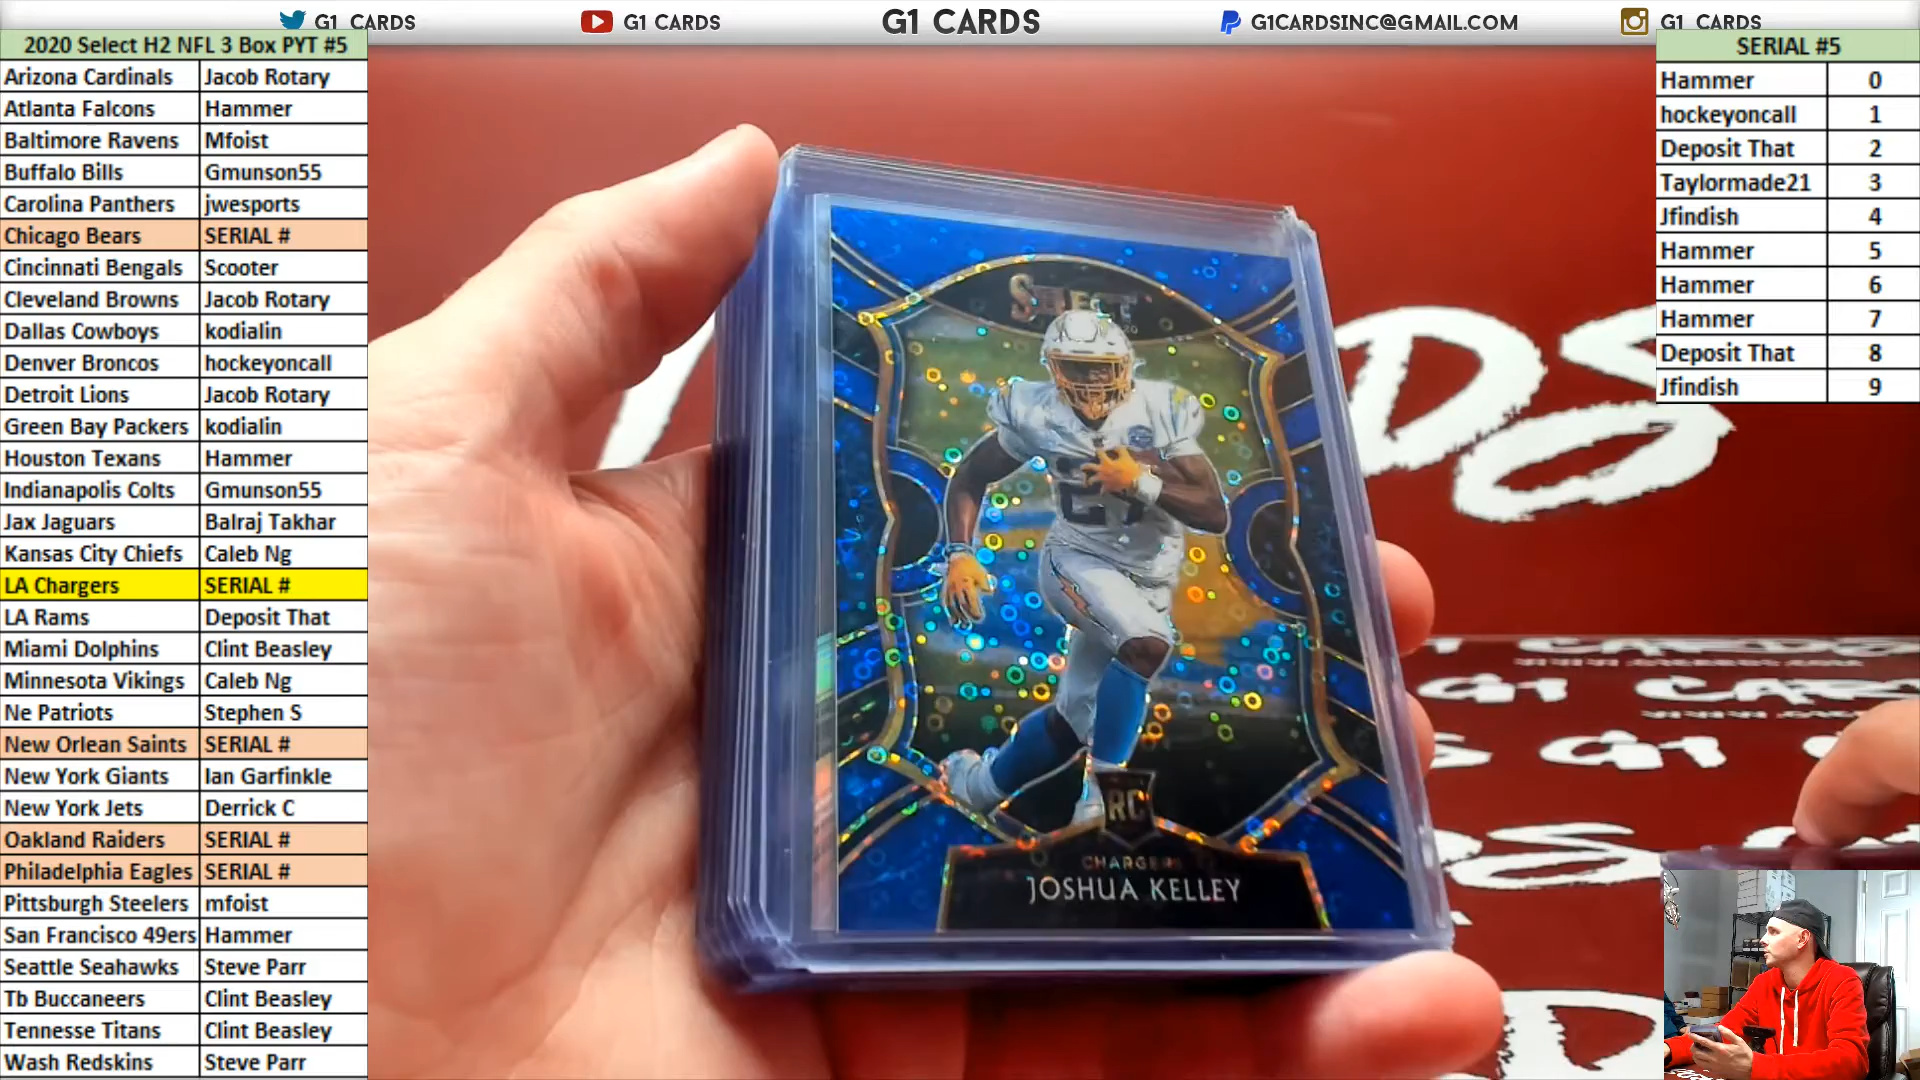 G1 CARDS
G1 CARDS
G1 CARDS
G1CARDSINC@GMAIL.COM
G1 CARDS
2020 Select H2 NFL 3 Box PYT #5
Arizona Cardinals Jacob Rotary
Atlanta Falcons Hammer
Baltimore Ravens Mfoist
Buffalo Bills Gmunson55
Carolina Panthers jwesports
Chicago Bears SERIAL #
Cincinnati Bengals Scooter
Cleveland Browns Jacob Rotary
Dallas Cowboys kodialin
Denver Broncos hockeyoncall
Detroit Lions Jacob Rotary
Green Bay Packers kodialin
Houston Texans Hammer
Indianapolis Colts Gmunson55
Jax Jaguars Balraj Takhar
Kansas City Chiefs Caleb Ng
LA Chargers SERIAL #
LA Rams Deposit That
Miami Dolphins Clint Beasley
Minnesota Vikings Caleb Ng
Ne Patriots Stephen S
New Orlean Saints SERIAL #
New York Giants Ian Garfinkle
New York Jets Derrick C
Oakland Raiders SERIAL #
Philadelphia Eagles SERIAL #
Pittsburgh Steelers mfoist
San Francisco 49ers Hammer
Seattle Seahawks Steve Parr
Tb Buccaneers Clint Beasley
Tennesse Titans Clint Beasley
Wash Redskins Steve Parr
SERIAL #5
Hammer 0
hockeyoncall 1
Deposit That 2
Taylormade21 3
Jfindish 4
Hammer 5
Hammer 6
Hammer 7
Deposit That 8
Jfindish 9
SELECT
RC
CHARGERS
JOSHUA KELLEY
DS
CARDS
G1 CARD
G1